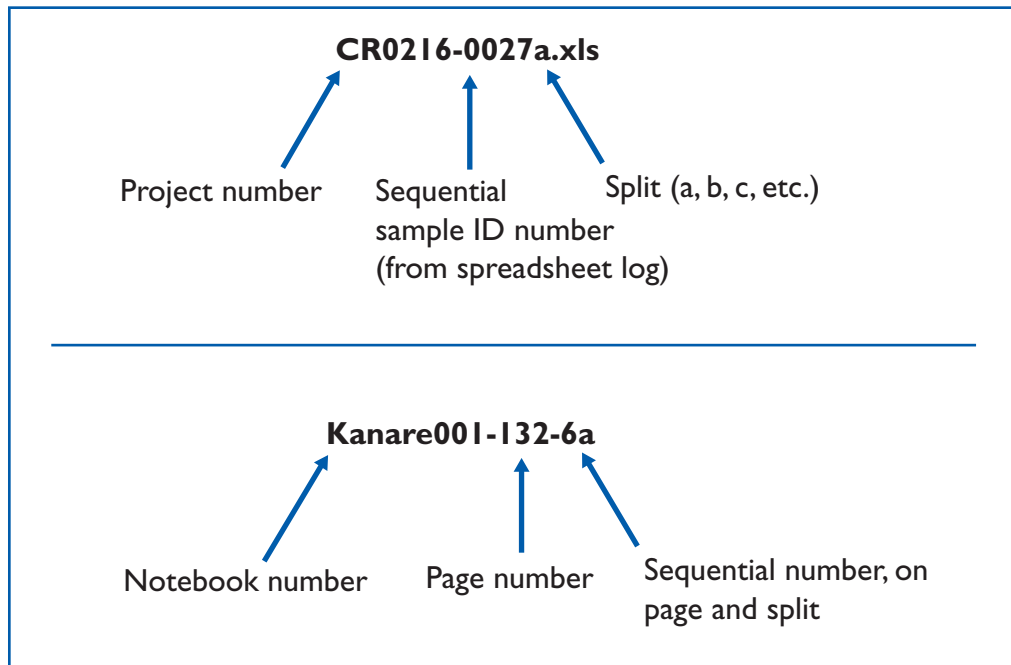 CR0216-0027a.xls
Project number
Sequential
sample ID number
(from spreadsheet log)
Split (a, b, c, etc.)
Kanare001-132-6a
Notebook number
Page number
Sequential number, on
page and split